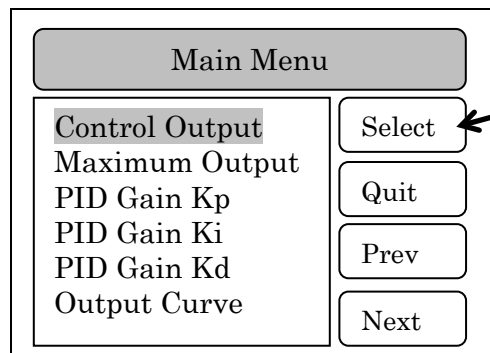 Main Menu
Control Output
Maximum Output
PID Gain Kp
PID Gain Ki
PID Gain Kd
Output Curve
Select
Quit
Prev
Next